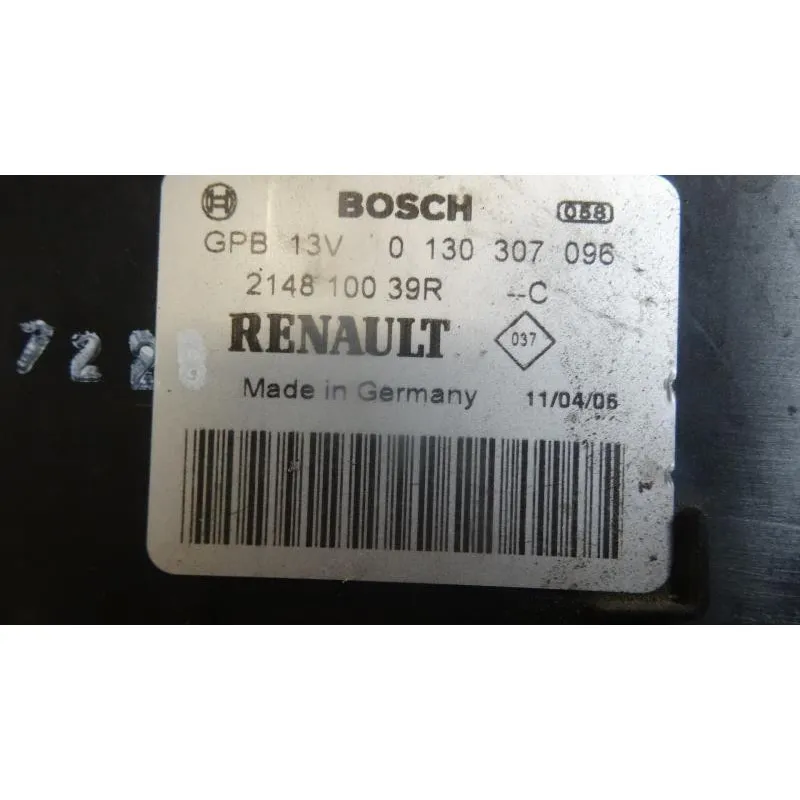 BOSCH 058
GPB 13V 0 130 307 096
2148 100 39R --C
RENAULT 037
Made in Germany 11/04/06
722